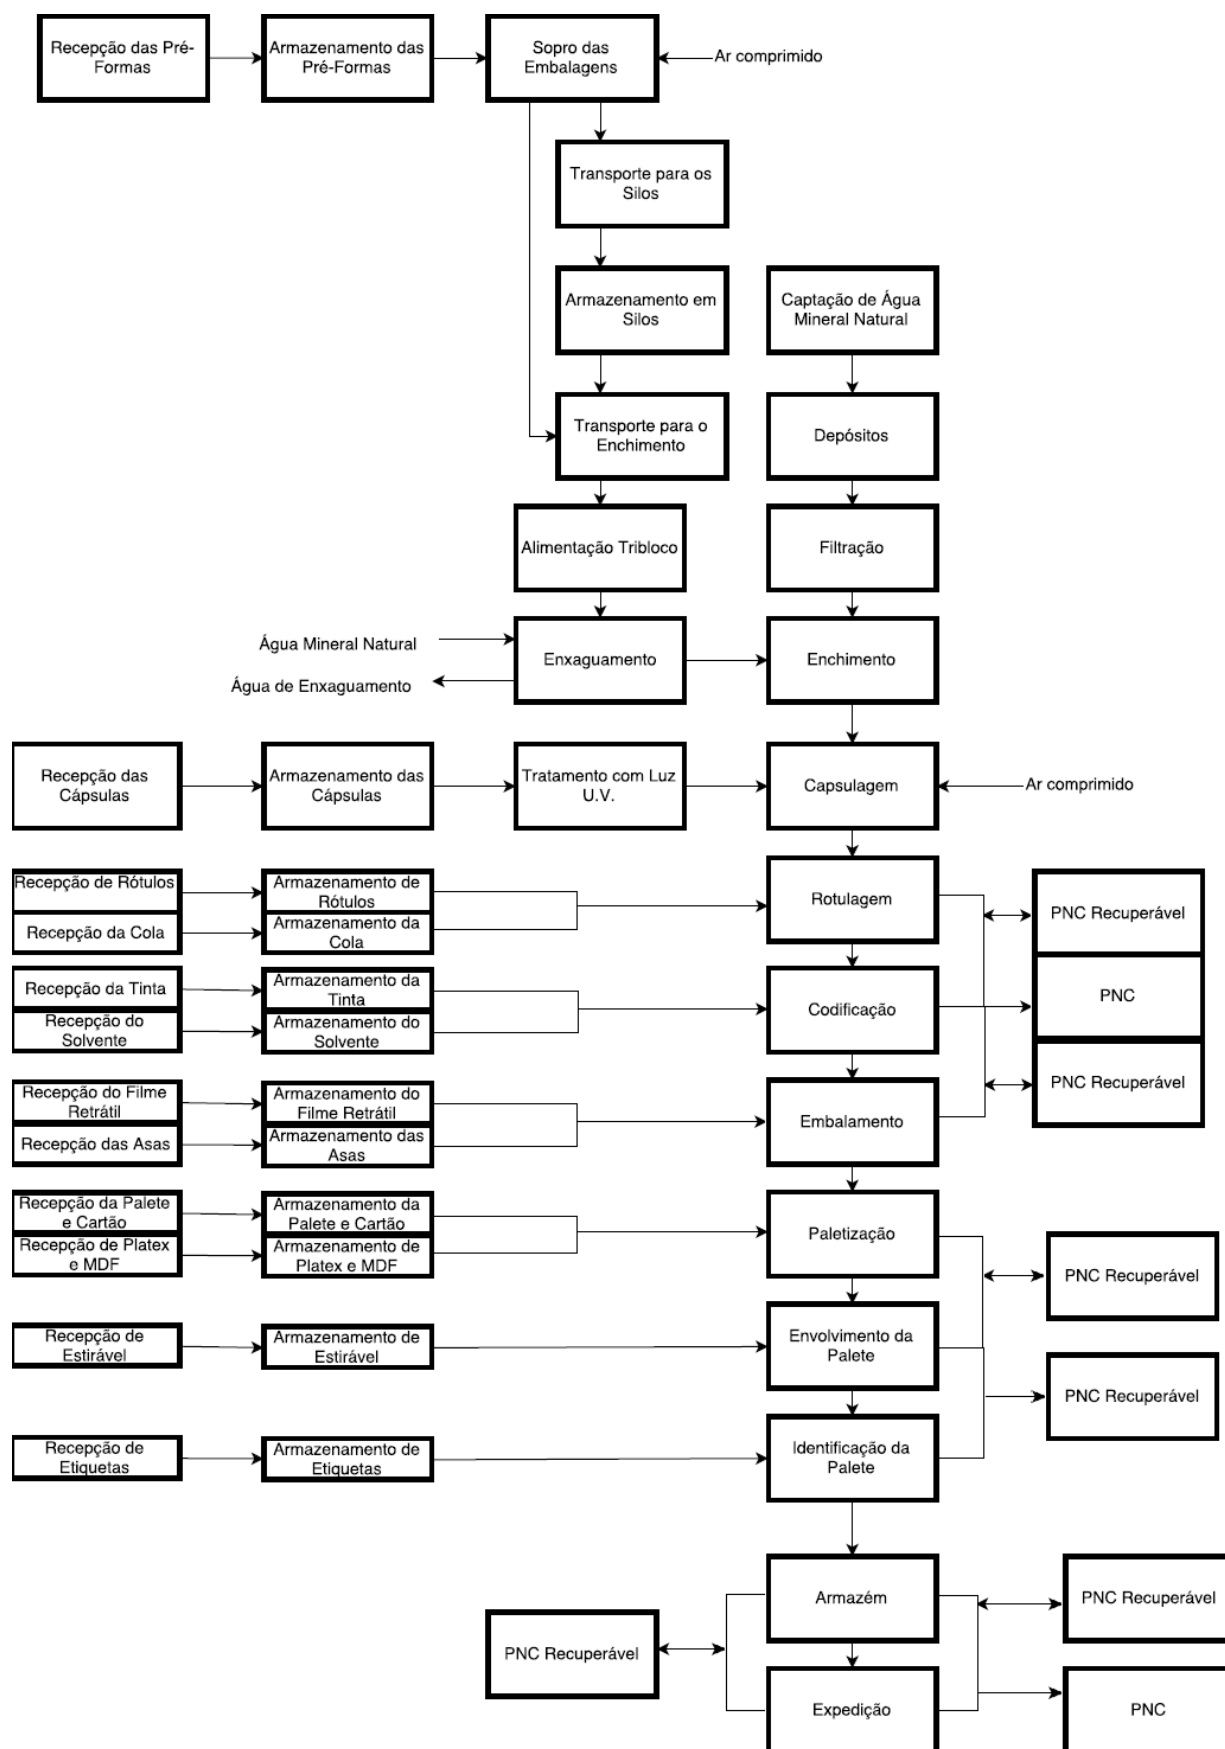 Recepção das Pré-
Formas
Armazenamento das
Pré-Formas
Sopro das
Embalagens
Ar comprimido
Transporte para os
Silos
Armazenamento em
Silos
Captação de Água
Mineral Natural
Transporte para o
Enchimento
Depósitos
Alimentação Tribloco
Filtração
Água Mineral Natural
Água de Enxaguamento
Enxaguamento
Enchimento
Recepção das
Cápsulas
Armazenamento das
Cápsulas
Tratamento com Luz
U.V.
Capsulagem
Ar comprimido
Recepção de Rótulos
Armazenamento de
Rótulos
Recepção da Cola
Armazenamento da
Cola
Rotulagem
PNC Recuperável
Recepção da Tinta
Armazenamento da
Tinta
Recepção do
Solvente
Armazenamento do
Solvente
Codificação
PNC
Recepção do Filme
Retrátil
Armazenamento do
Filme Retrátil
Recepção das Asas
Armazenamento das
Asas
Embalamento
PNC Recuperável
Recepção da Palete
e Cartão
Armazenamento da
Palete e Cartão
Recepção de Platex
e MDF
Armazenamento de
Platex e MDF
Paletização
PNC Recuperável
Recepção de
Estirável
Armazenamento de
Estirável
Envolvimento da
Palete
PNC Recuperável
Recepção de
Etiquetas
Armazenamento de
Etiquetas
Identificação da
Palete
Armazém
PNC Recuperável
PNC Recuperável
Expedição
PNC